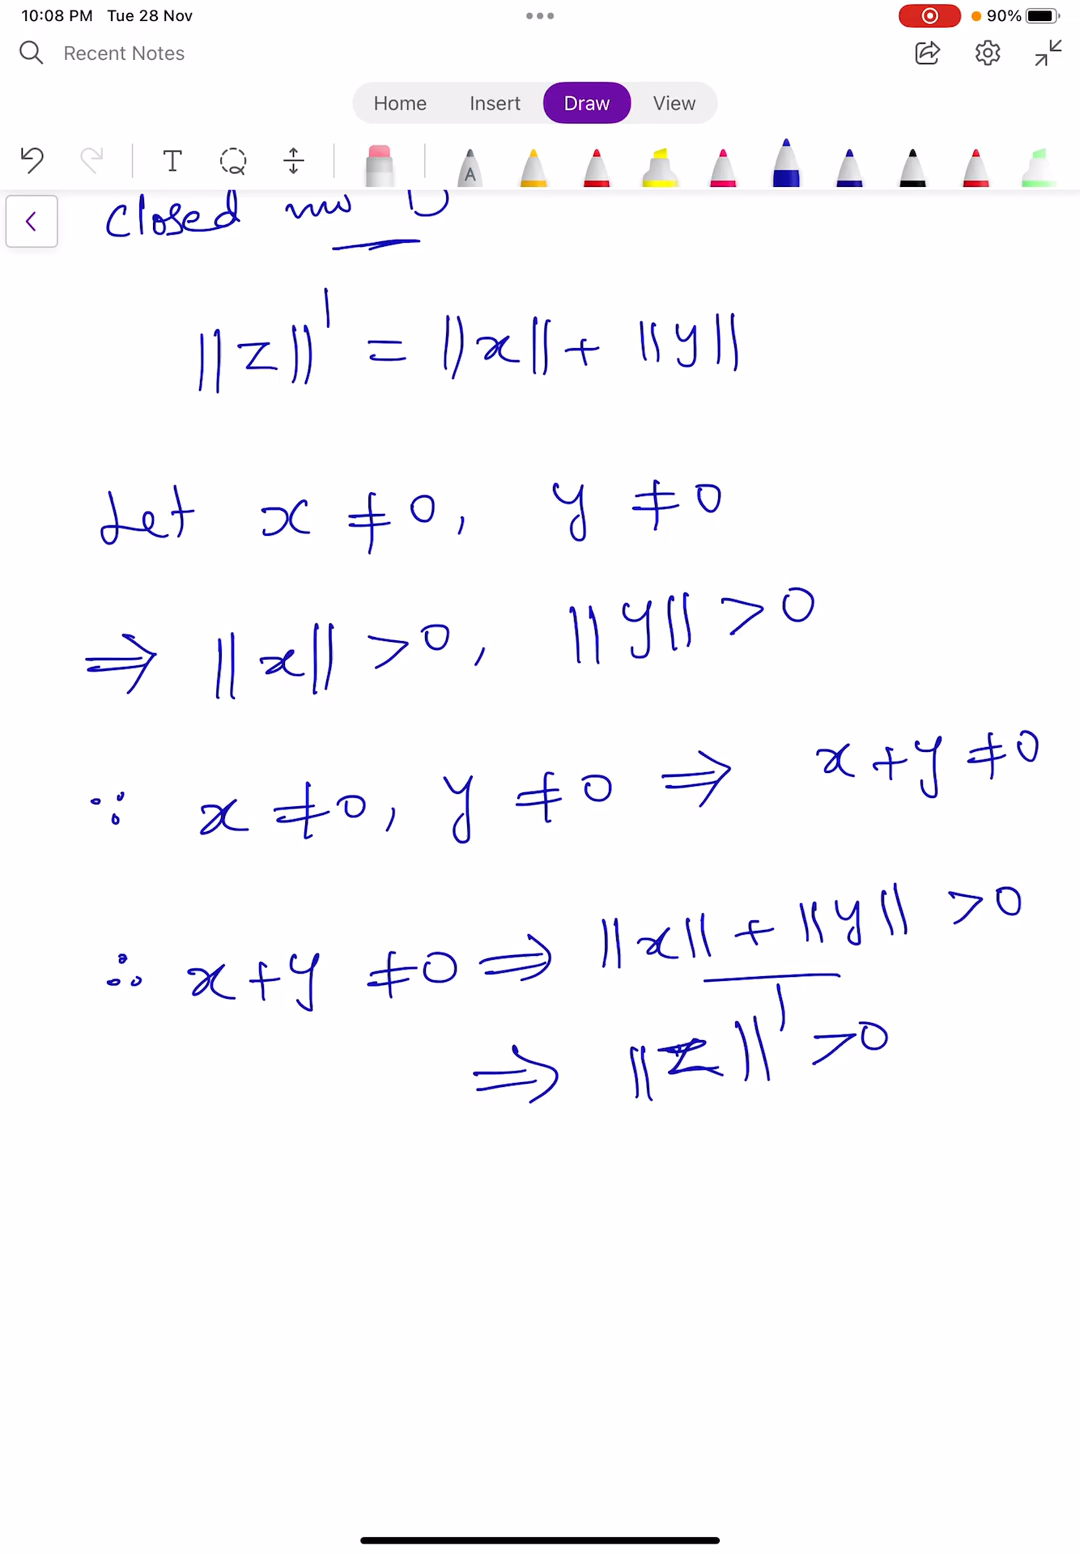 10:08 PM Tue 28 Nov 90%
Recent Notes
Home Insert Draw View
T A
closed
||z||' = ||x|| + ||y||
Let x ≠ 0, y ≠ 0
⇒ ||x|| > 0, ||y|| > 0
∵ x ≠ 0, y ≠ 0 ⇒ x + y ≠ 0
∴ x + y ≠ 0 ⇒ ||x|| + ||y|| > 0
⇒ ||z||' > 0